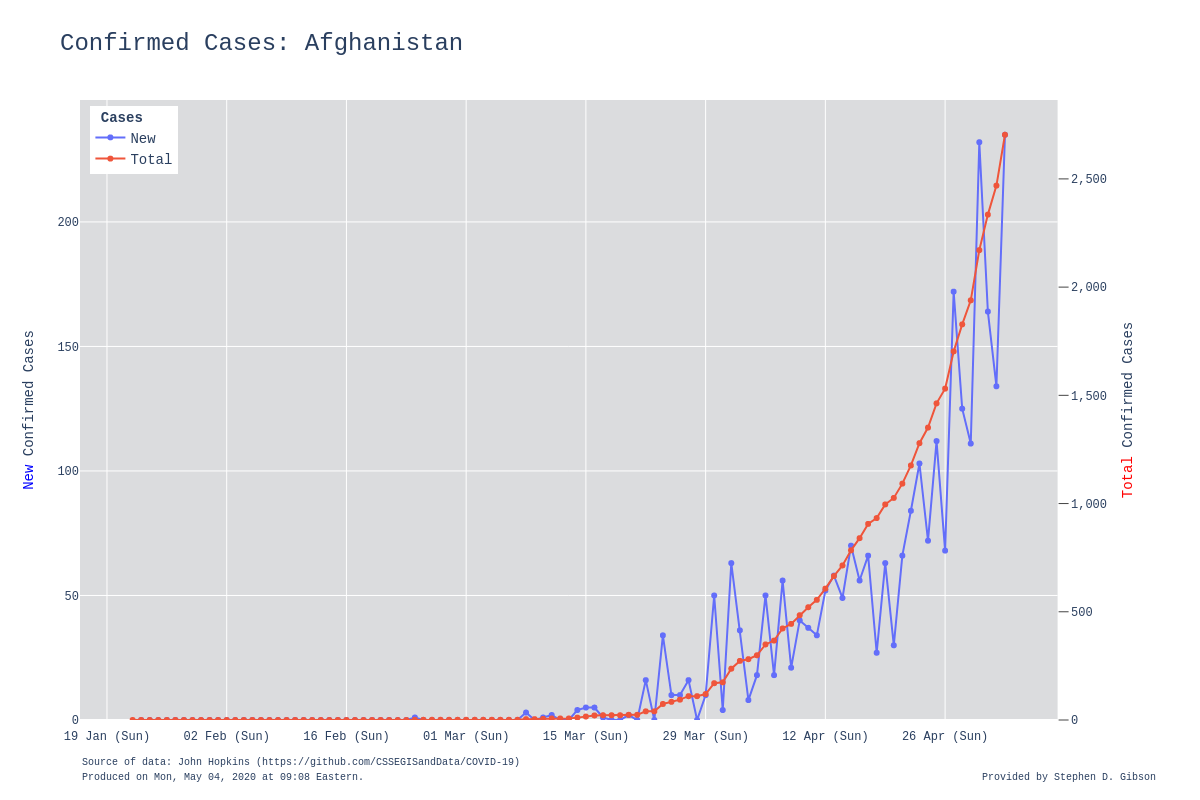 Confirmed Cases: Afghanistan
Cases
New
Total
200
150
100
50
0
2,500
2,000
1,500
1,000
500
0
New Confirmed Cases
Total Confirmed Cases
19 Jan (Sun) 02 Feb (Sun) 16 Feb (Sun) 01 Mar (Sun) 15 Mar (Sun) 29 Mar (Sun) 12 Apr (Sun) 26 Apr (Sun)
Source of data: John Hopkins (https://github.com/CSSEGISandData/COVID-19)
Produced on Mon, May 04, 2020 at 09:08 Eastern.
Provided by Stephen D. Gibson